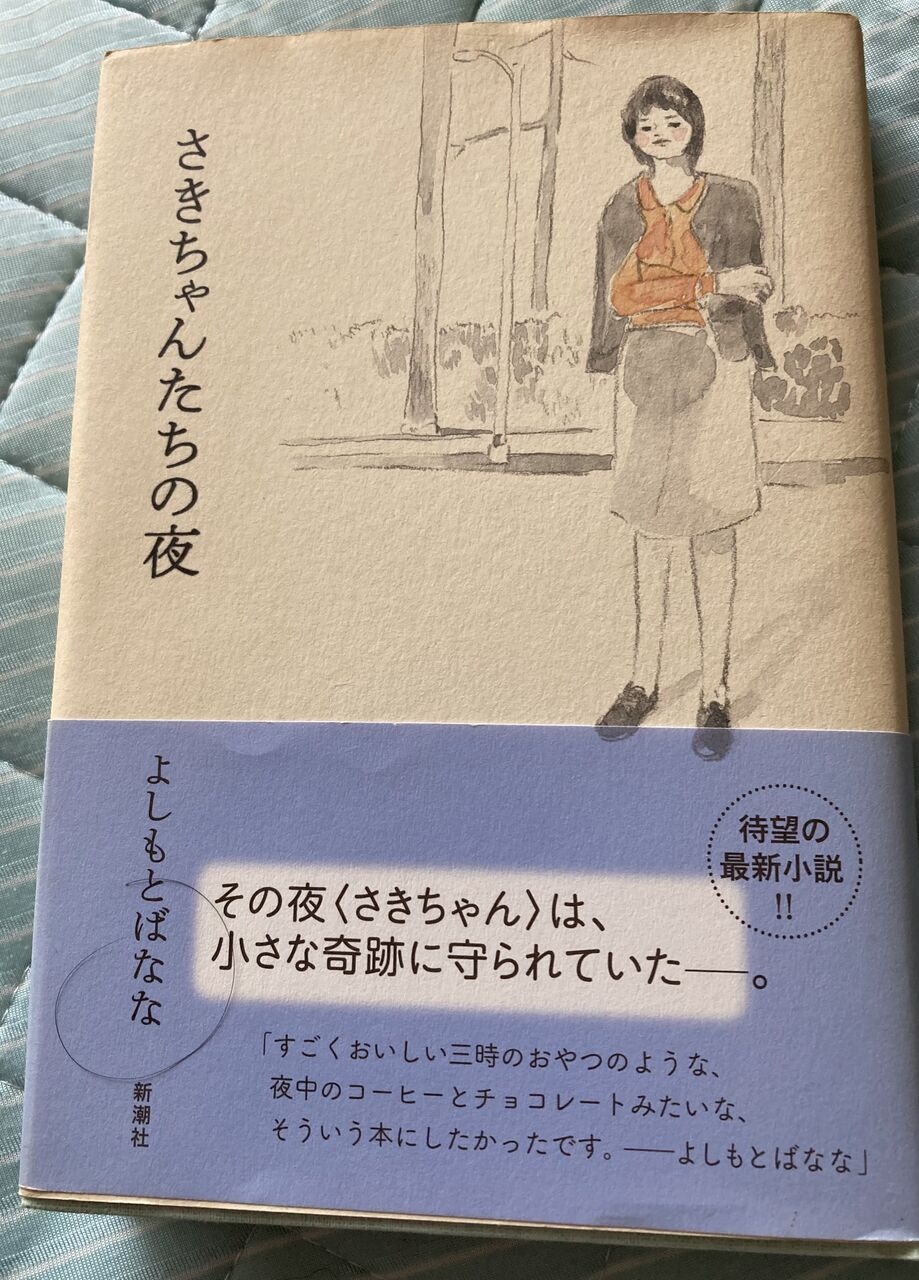 さきちゃんたちの夜
よしもとばなな
新潮社
待望の
最新小説
!!
その夜〈さきちゃん〉は、
小さな奇跡に守られていた――。
「すごくおいしい三時のおやつのような、
夜中のコーヒーとチョコレートみたいな、
そういう本にしたかったです。――よしもとばなな」